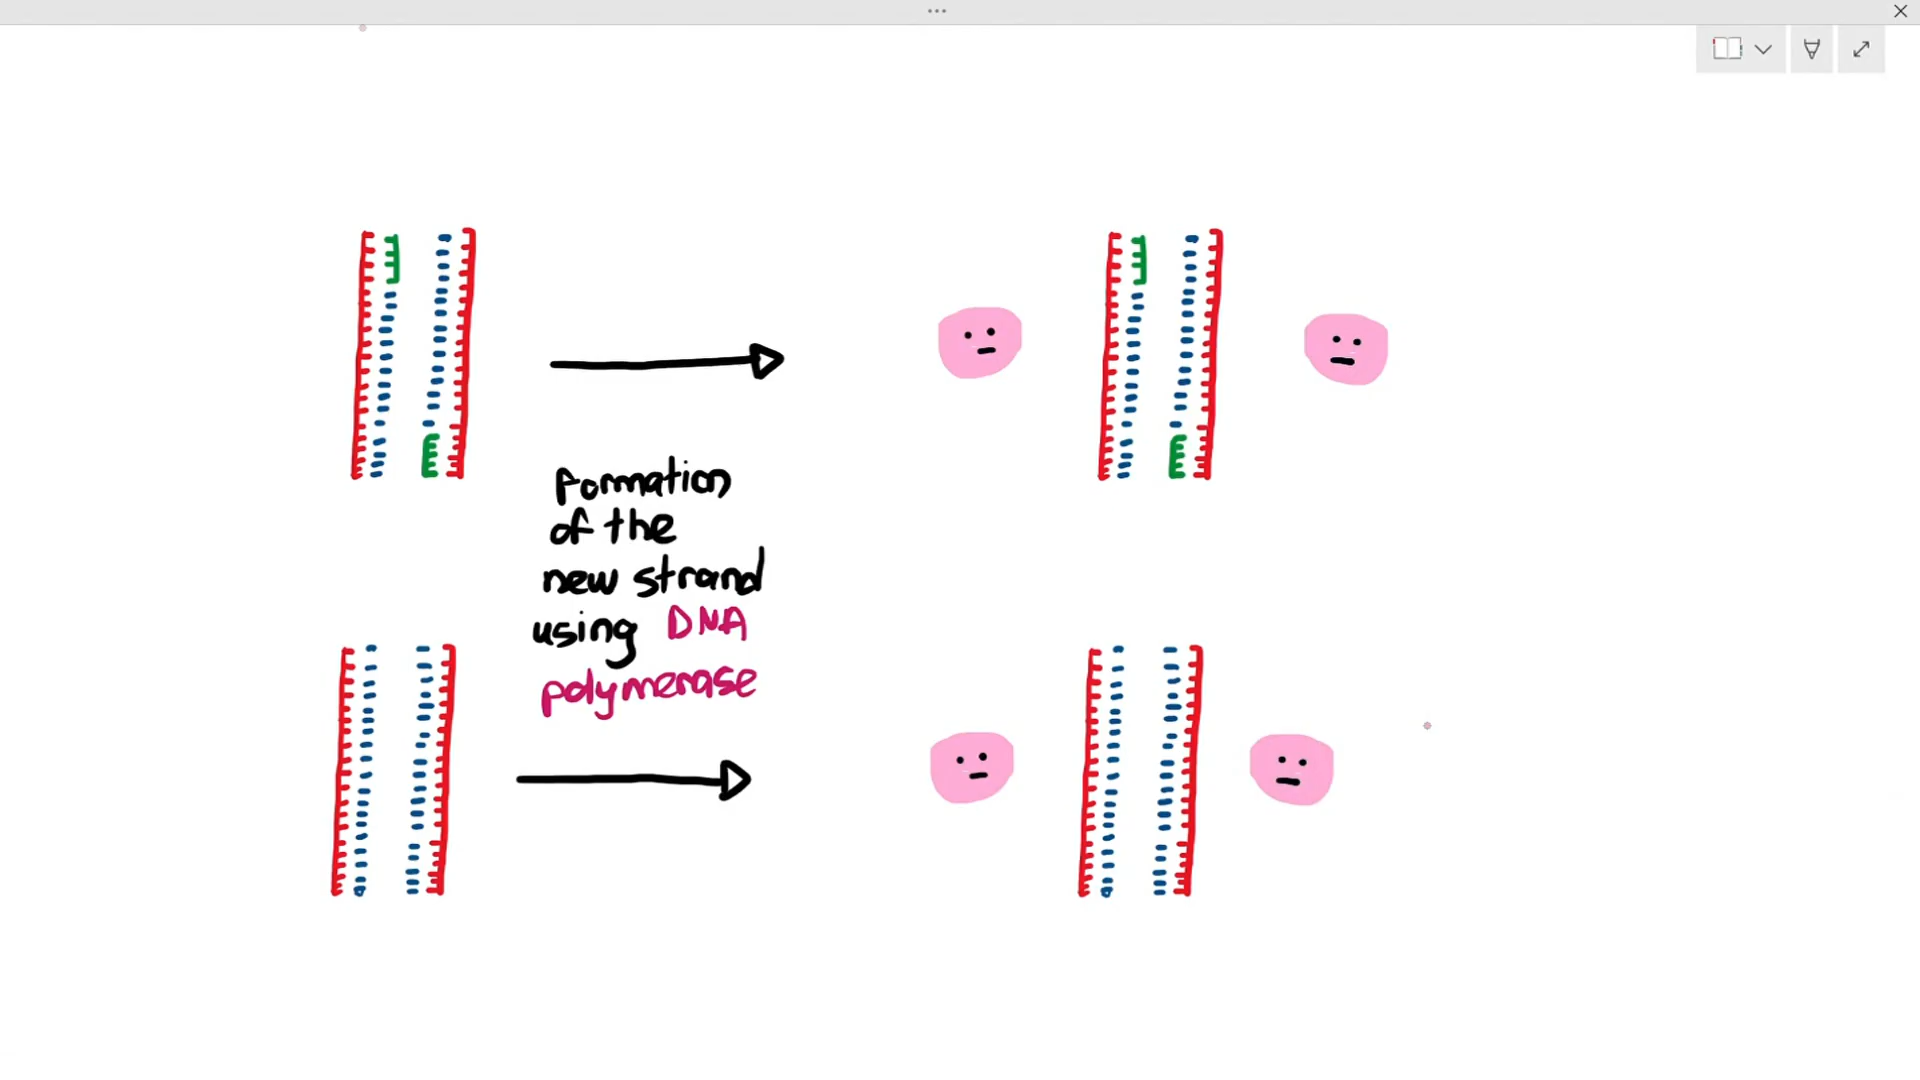 formation
of the
new strand
using DNA
polymerase